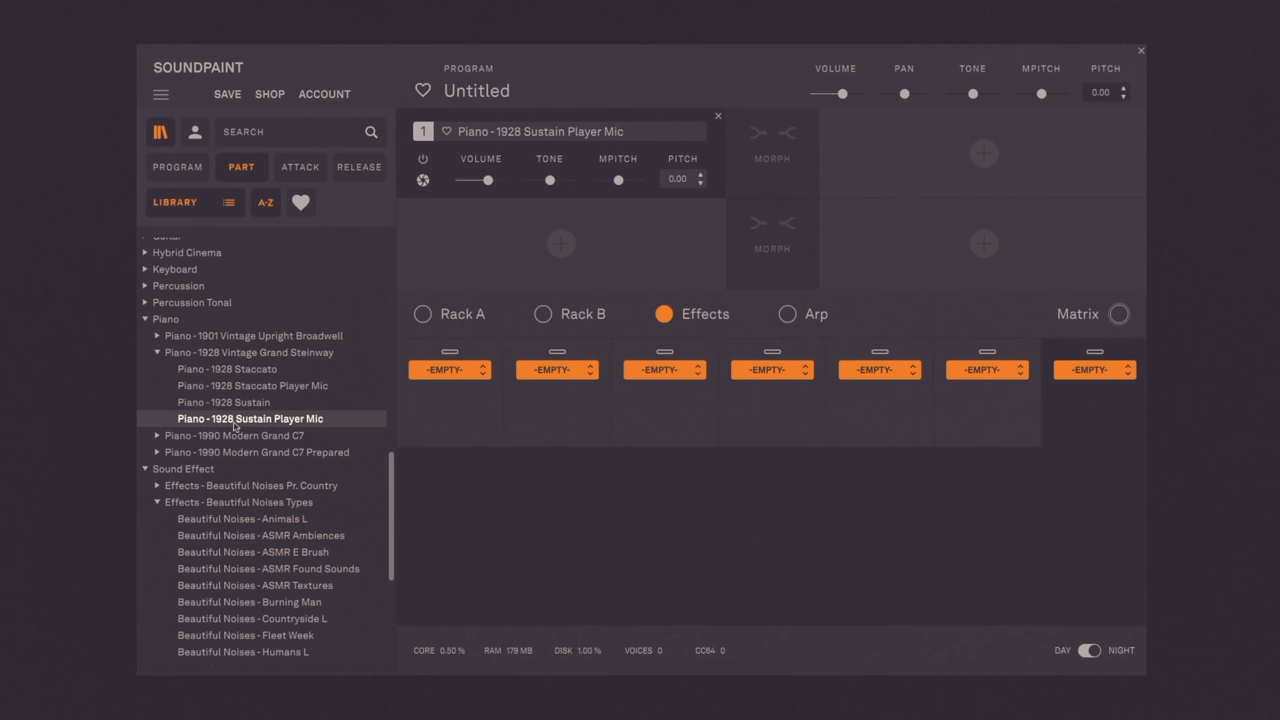 SOUNDPAINT
SAVE SHOP ACCOUNT
PROGRAM
Untitled
VOLUME PAN TONE MPITCH PITCH
0.00
SEARCH
PROGRAM PART ATTACK RELEASE
LIBRARY A-Z
Hybrid Cinema
Keyboard
Percussion
Percussion Tonal
Piano
Piano - 1901 Vintage Upright Broadwell
Piano - 1928 Vintage Grand Steinway
Piano - 1928 Staccato
Piano - 1928 Staccato Player Mic
Piano - 1928 Sustain
Piano - 1928 Sustain Player Mic
Piano - 1990 Modern Grand C7
Piano - 1990 Modern Grand C7 Prepared
Sound Effect
Effects - Beautiful Noises Pr. Country
Effects - Beautiful Noises Types
Beautiful Noises - Animals L
Beautiful Noises - ASMR Ambiences
Beautiful Noises - ASMR E Brush
Beautiful Noises - ASMR Found Sounds
Beautiful Noises - ASMR Textures
Beautiful Noises - Burning Man
Beautiful Noises - Countryside L
Beautiful Noises - Fleet Week
Beautiful Noises - Humans L
1 Piano - 1928 Sustain Player Mic
VOLUME TONE MPITCH PITCH
0.00
MORPH
MORPH
Rack A Rack B Effects Arp Matrix
-EMPTY- -EMPTY- -EMPTY- -EMPTY- -EMPTY- -EMPTY- -EMPTY-
CORE 0.50 % RAM 179 MB DISK 1.00 % VOICES 0 CC64 0 DAY NIGHT